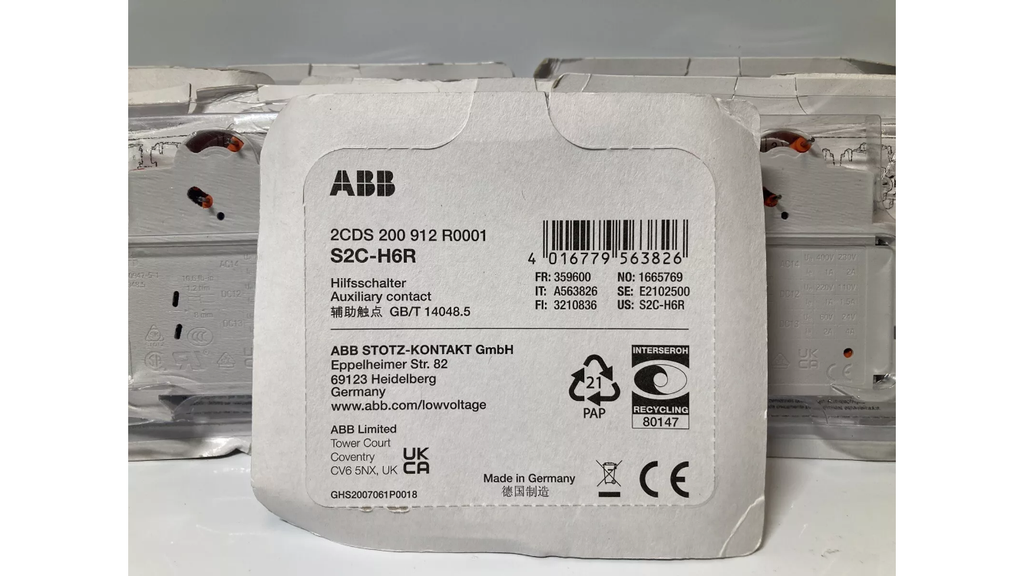 ABB
2CDS 200 912 R0001
S2C-H6R
Hilfsschalter
Auxiliary contact
辅助触点 GB/T 14048.5
4 016779 563826
FR: 359600 NO: 1665769
IT: A563826 SE: E2102500
FI: 3210836 US: S2C-H6R
ABB STOTZ-KONTAKT GmbH
Eppelheimer Str. 82
69123 Heidelberg
Germany
www.abb.com/lowvoltage
21
PAP
INTERSEROH
RECYCLING
80147
ABB Limited
Tower Court
Coventry
CV6 5NX, UK
UK
CA
GHS2007061P0018
Made in Germany
德国制造
CE